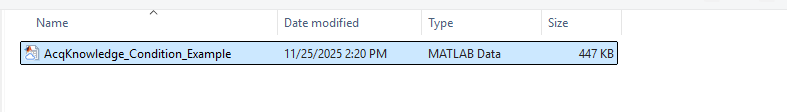 Name Date modified Type Size
AcqKnowledge_Condition_Example 11/25/2025 2:20 PM MATLAB Data 447 KB